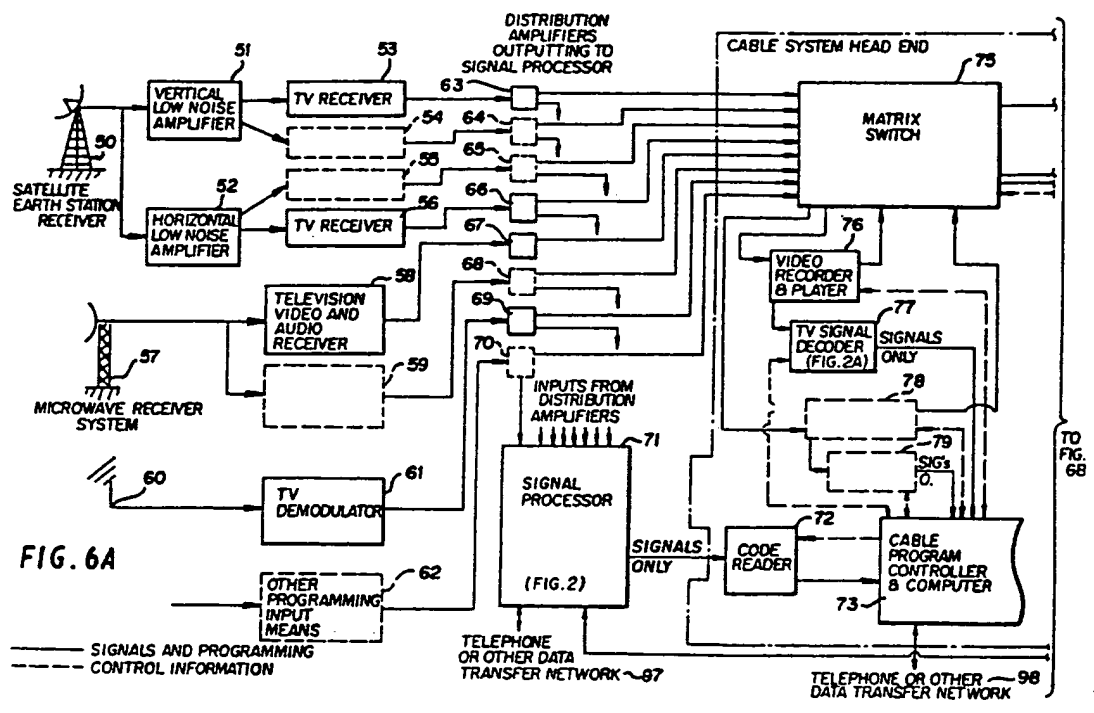 DISTRIBUTION
AMPLIFIERS
OUTPUTTING TO
SIGNAL PROCESSOR
CABLE SYSTEM HEAD END
51
53
63
75
VERTICAL
LOW NOISE
AMPLIFIER
TV RECEIVER
MATRIX
SWITCH
54
64
50
55
65
SATELLITE
EARTH STATION
RECEIVER
52
56
66
HORIZONTAL
LOW NOISE
AMPLIFIER
TV RECEIVER
67
76
VIDEO
RECORDER
& PLAYER
58
68
TELEVISION
VIDEO AND
AUDIO
RECEIVER
69
77
TV SIGNAL
DECODER
(FIG.2A)
SIGNALS
ONLY
57
59
70
MICROWAVE RECEIVER
SYSTEM
INPUTS FROM
DISTRIBUTION
AMPLIFIERS
78
71
79
SIG's
O.
TO
FIG.
6B
60
61
TV
DEMODULATOR
SIGNAL
PROCESSOR
(FIG.2)
72
SIGNALS
ONLY
CODE
READER
CABLE
PROGRAM
CONTROLLER
& COMPUTER
73
FIG. 6A
62
OTHER
PROGRAMMING
INPUT
MEANS
SIGNALS AND PROGRAMMING
CONTROL INFORMATION
TELEPHONE
OR OTHER DATA
TRANSFER NETWORK 97
TELEPHONE OR OTHER 98
DATA TRANSFER NETWORK